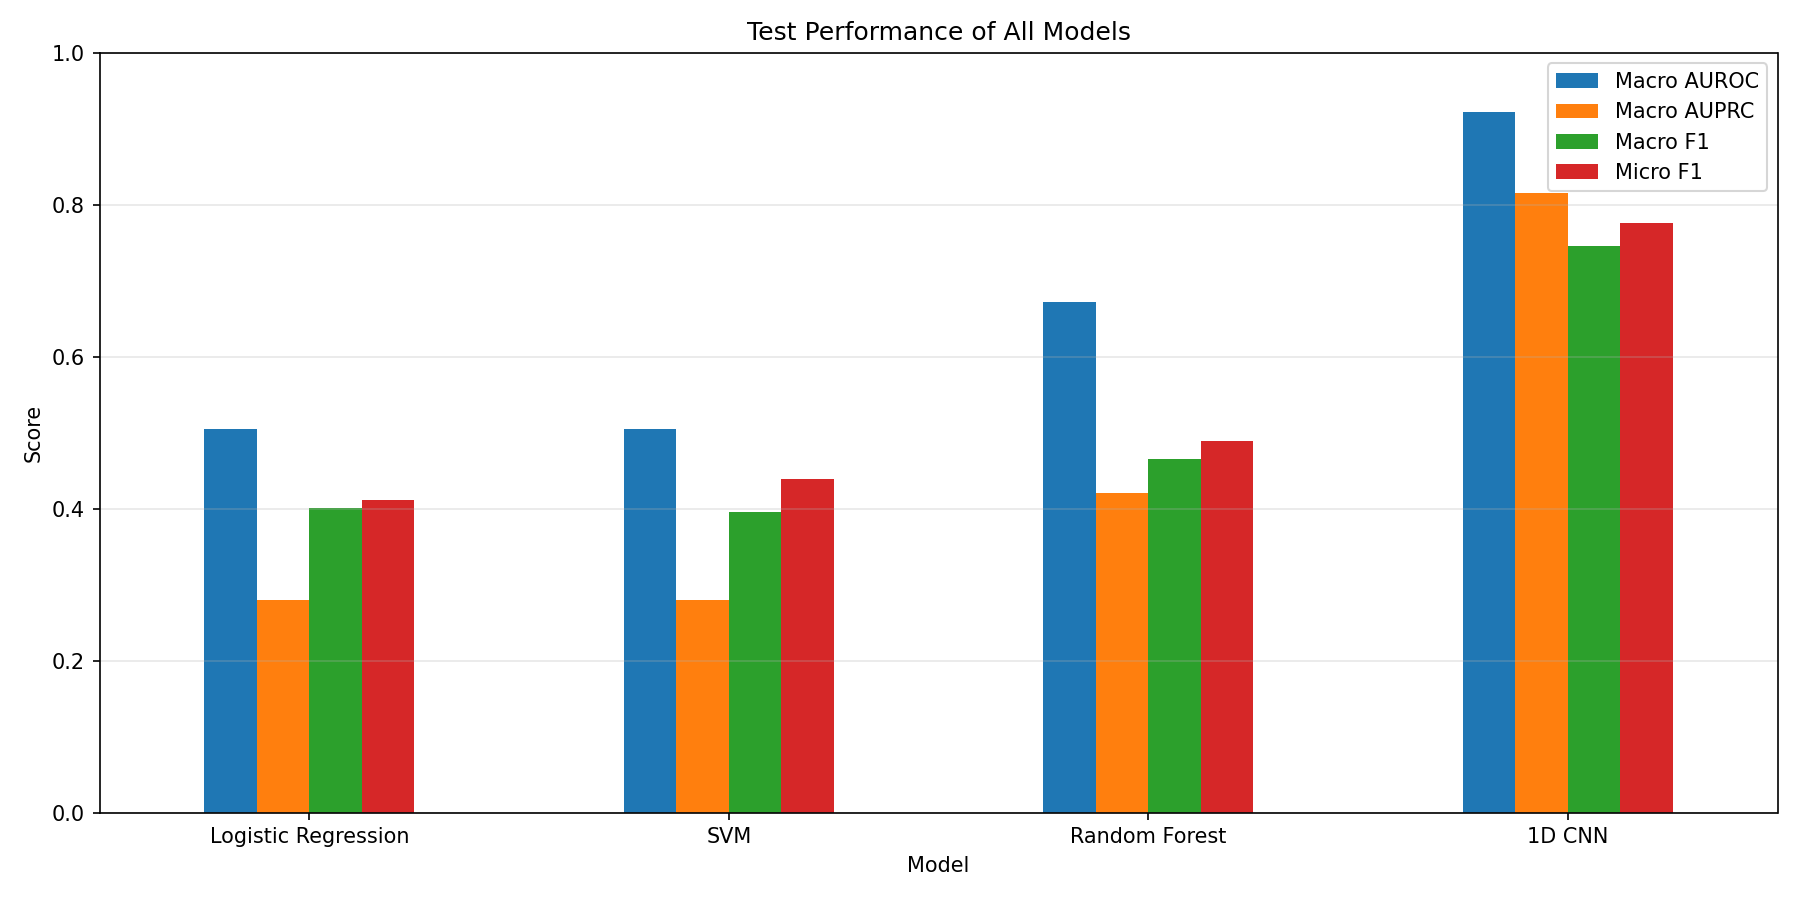 Test Performance of All Models
1.0
0.8
0.6
0.4
0.2
0.0
Score
Macro AUROC
Macro AUPRC
Macro F1
Micro F1
Logistic Regression
SVM
Random Forest
1D CNN
Model